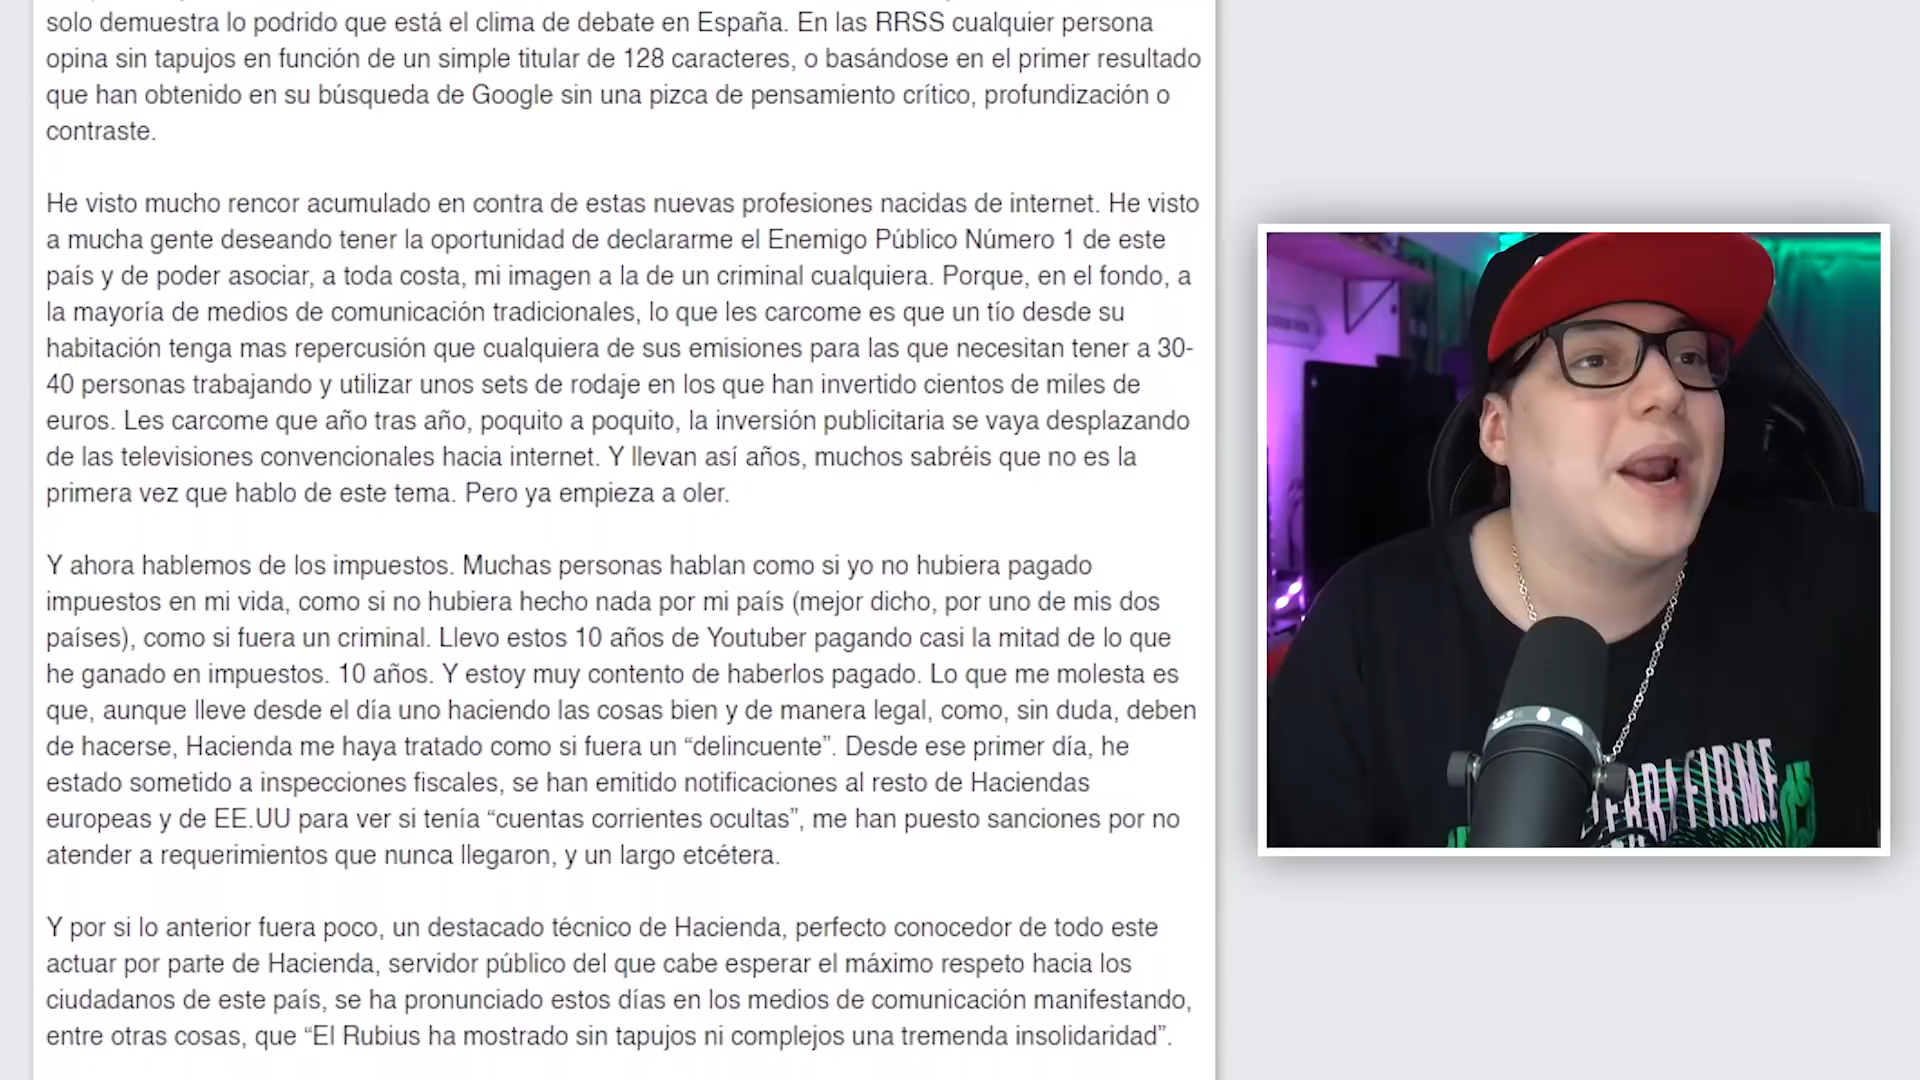 solo demuestra lo podrido que está el clima de debate en España. En las RRSS cualquier persona
opina sin tapujos en función de un simple titular de 128 caracteres, o basándose en el primer resultado
que han obtenido en su búsqueda de Google sin una pizca de pensamiento crítico, profundización o
contraste.
He visto mucho rencor acumulado en contra de estas nuevas profesiones nacidas de internet. He visto
a mucha gente deseando tener la oportunidad de declararme el Enemigo Público Número 1 de este
país y de poder asociar, a toda costa, mi imagen a la de un criminal cualquiera. Porque, en el fondo, a
la mayoría de medios de comunicación tradicionales, lo que les carcome es que un tío desde su
habitación tenga mas repercusión que cualquiera de sus emisiones para las que necesitan tener a 30-
40 personas trabajando y utilizar unos sets de rodaje en los que han invertido cientos de miles de
euros. Les carcome que año tras año, poquito a poquito, la inversión publicitaria se vaya desplazando
de las televisiones convencionales hacia internet. Y llevan así años, muchos sabréis que no es la
primera vez que hablo de este tema. Pero ya empieza a oler.
Y ahora hablemos de los impuestos. Muchas personas hablan como si yo no hubiera pagado
impuestos en mi vida, como si no hubiera hecho nada por mi país (mejor dicho, por uno de mis dos
países), como si fuera un criminal. Llevo estos 10 años de Youtuber pagando casi la mitad de lo que
he ganado en impuestos. 10 años. Y estoy muy contento de haberlos pagado. Lo que me molesta es
que, aunque lleve desde el día uno haciendo las cosas bien y de manera legal, como, sin duda, deben
de hacerse, Hacienda me haya tratado como si fuera un “delincuente”. Desde ese primer día, he
estado sometido a inspecciones fiscales, se han emitido notificaciones al resto de Haciendas
europeas y de EE.UU para ver si tenía “cuentas corrientes ocultas”, me han puesto sanciones por no
atender a requerimientos que nunca llegaron, y un largo etcétera.
Y por si lo anterior fuera poco, un destacado técnico de Hacienda, perfecto conocedor de todo este
actuar por parte de Hacienda, servidor público del que cabe esperar el máximo respeto hacia los
ciudadanos de este país, se ha pronunciado estos días en los medios de comunicación manifestando,
entre otras cosas, que “El Rubius ha mostrado sin tapujos ni complejos una tremenda insolidaridad”.